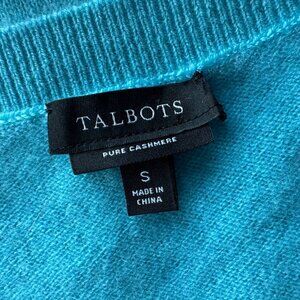 TALBOTS
PURE CASHMERE
S
MADE IN
CHINA